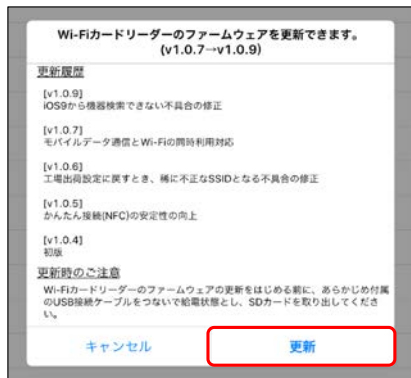 Wi-Fiカードリーダーのファームウェアを更新できます。
(v1.0.7→v1.0.9)
更新履歴
[v1.0.9]
iOS9から機器検索できない不具合の修正
[v1.0.7]
モバイルデータ通信とWi-Fiの同時利用対応
[v1.0.6]
工場出荷設定に戻すとき、稀に不正なSSIDとなる不具合の修正
[v1.0.5]
かんたん接続(NFC)の安定性の向上
[v1.0.4]
初版
更新時のご注意
Wi-Fiカードリーダーのファームウェアの更新をはじめる前に、あらかじめ付属
のUSB接続ケーブルをつないで給電状態とし、SDカードを取り出してくださ
い。
キャンセル
更新